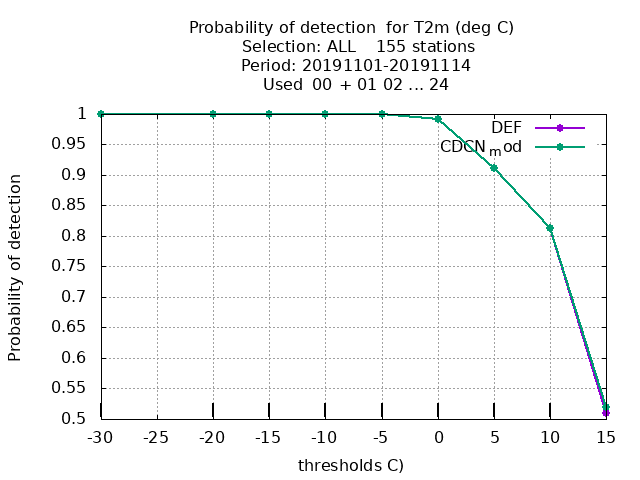 Probability of detection  for T2m (deg C)
Selection: ALL    155 stations
Period: 20191101-20191114
Used  00 + 01 02 ... 24
Probability of detection
1
0.95
0.9
0.85
0.8
0.75
0.7
0.65
0.6
0.55
0.5
DEF
CDCNmod
-30 -25 -20 -15 -10 -5 0 5 10 15
thresholds C)